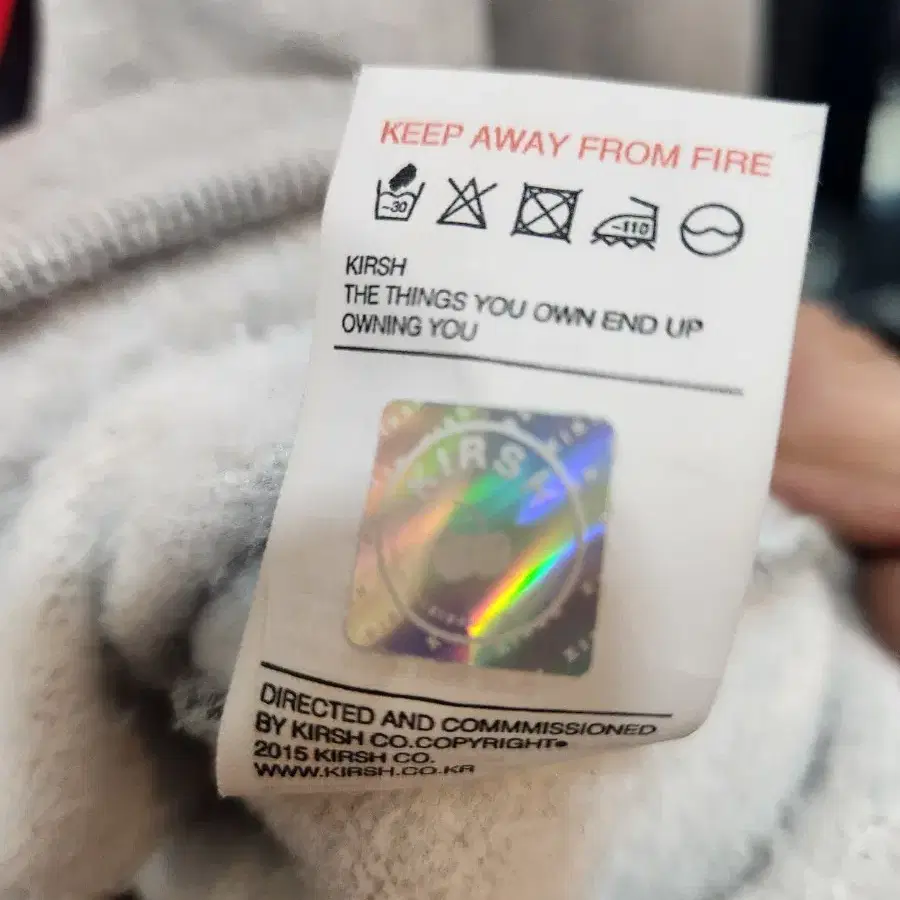 KEEP AWAY FROM FIRE
~30
~110
KIRSH
THE THINGS YOU OWN END UP
OWNING YOU
KIRSH
DIRECTED AND COMMMISSIONED
BY KIRSH CO.COPYRIGHT®
2015 KIRSH CO.
WWW.KIRSH.CO.KR